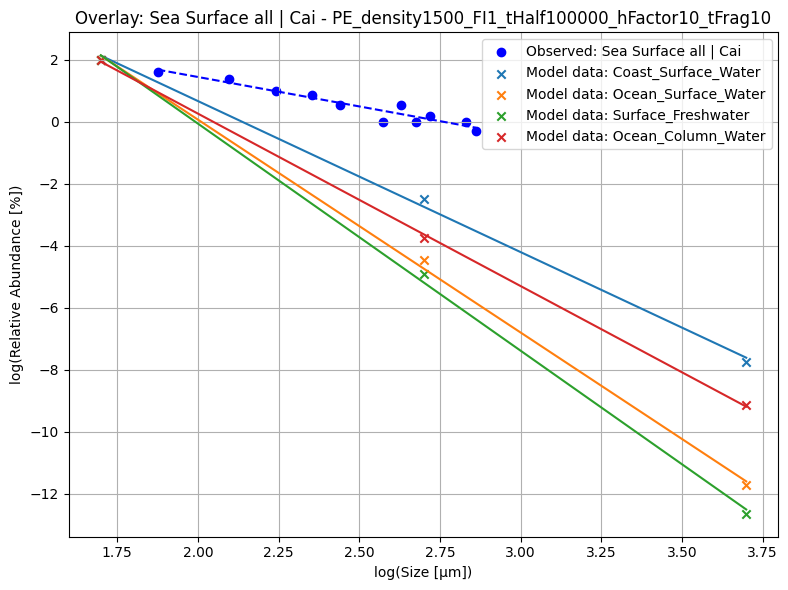 Overlay: Sea Surface all | Cai - PE_density1500_FI1_tHalf100000_hFactor10_tFrag10
Observed: Sea Surface all | Cai
Model data: Coast_Surface_Water
Model data: Ocean_Surface_Water
Model data: Surface_Freshwater
Model data: Ocean_Column_Water
log(Relative Abundance [%])
2
0
−2
−4
−6
−8
−10
−12
1.75
2.00
2.25
2.50
2.75
3.00
3.25
3.50
3.75
log(Size [µm])